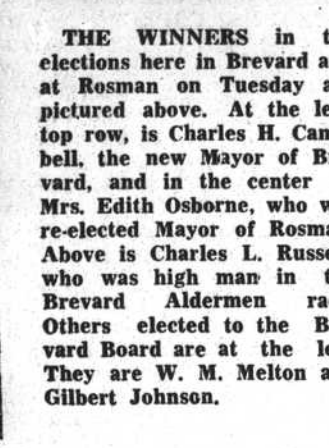 THE WINNERS in t
elections here in Brevard a
at Rosman on Tuesday a
pictured above. At the le
top row, is Charles H. Cam
bell, the new Mayor of B
vard, and in the center
Mrs. Edith Osborne, who w
re-elected Mayor of Rosma
Above is Charles L. Russe
who was high man in t
Brevard Aldermen ra
Others elected to the B
vard Board are at the le
They are W. M. Melton a
Gilbert Johnson.